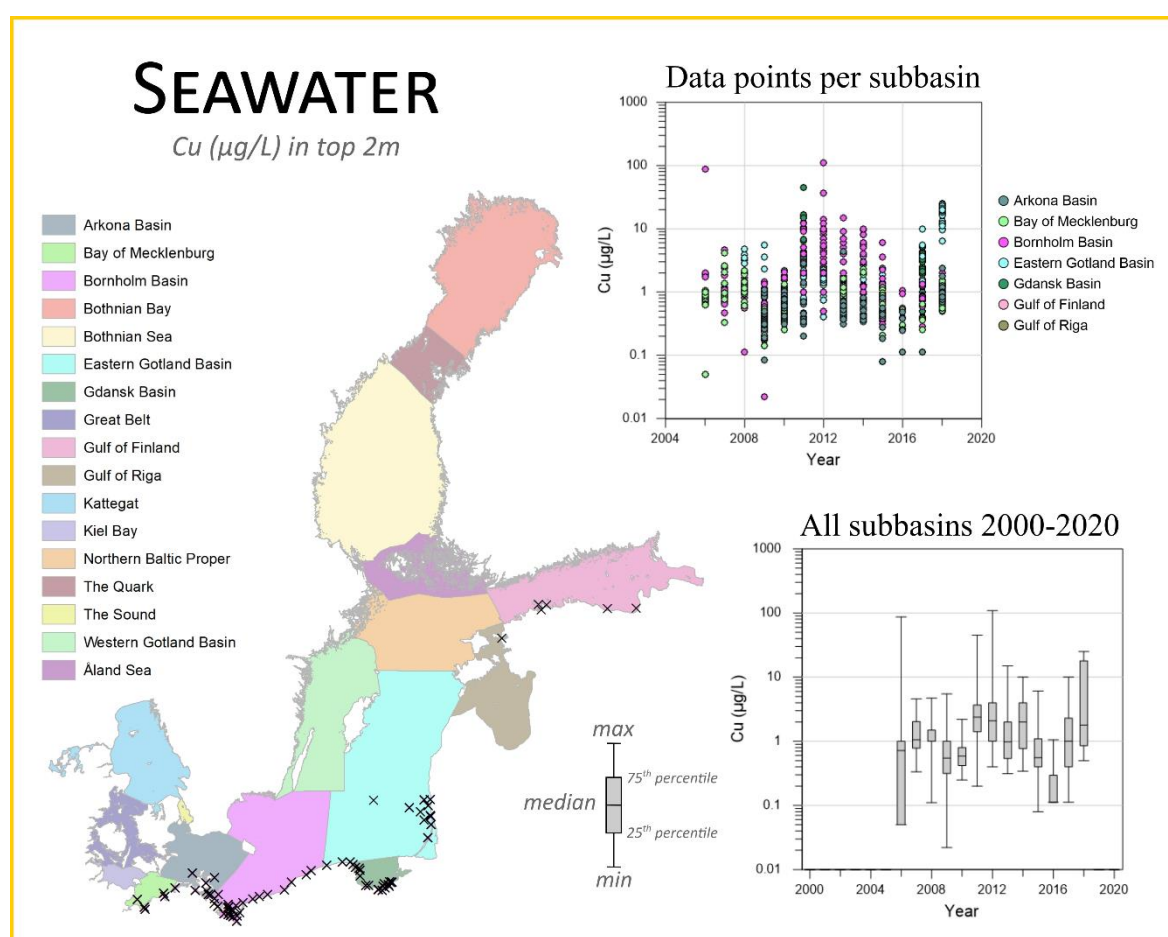 SEAWATER
Cu (µg/L) in top 2m
Arkona Basin
Bay of Mecklenburg
Bornholm Basin
Bothnian Bay
Bothnian Sea
Eastern Gotland Basin
Gdansk Basin
Great Belt
Gulf of Finland
Gulf of Riga
Kattegat
Kiel Bay
Northern Baltic Proper
The Quark
The Sound
Western Gotland Basin
Åland Sea
max
75th percentile
median
25th percentile
min
Data points per subbasin
1000
100
10
1
0.1
0.01
Cu (µg/L)
2004 2008 2012 2016 2020
Year
Arkona Basin
Bay of Mecklenburg
Bornholm Basin
Eastern Gotland Basin
Gdansk Basin
Gulf of Finland
Gulf of Riga
All subbasins 2000-2020
1000
100
10
1
0.1
0.01
Cu (µg/L)
2000 2004 2008 2012 2016 2020
Year